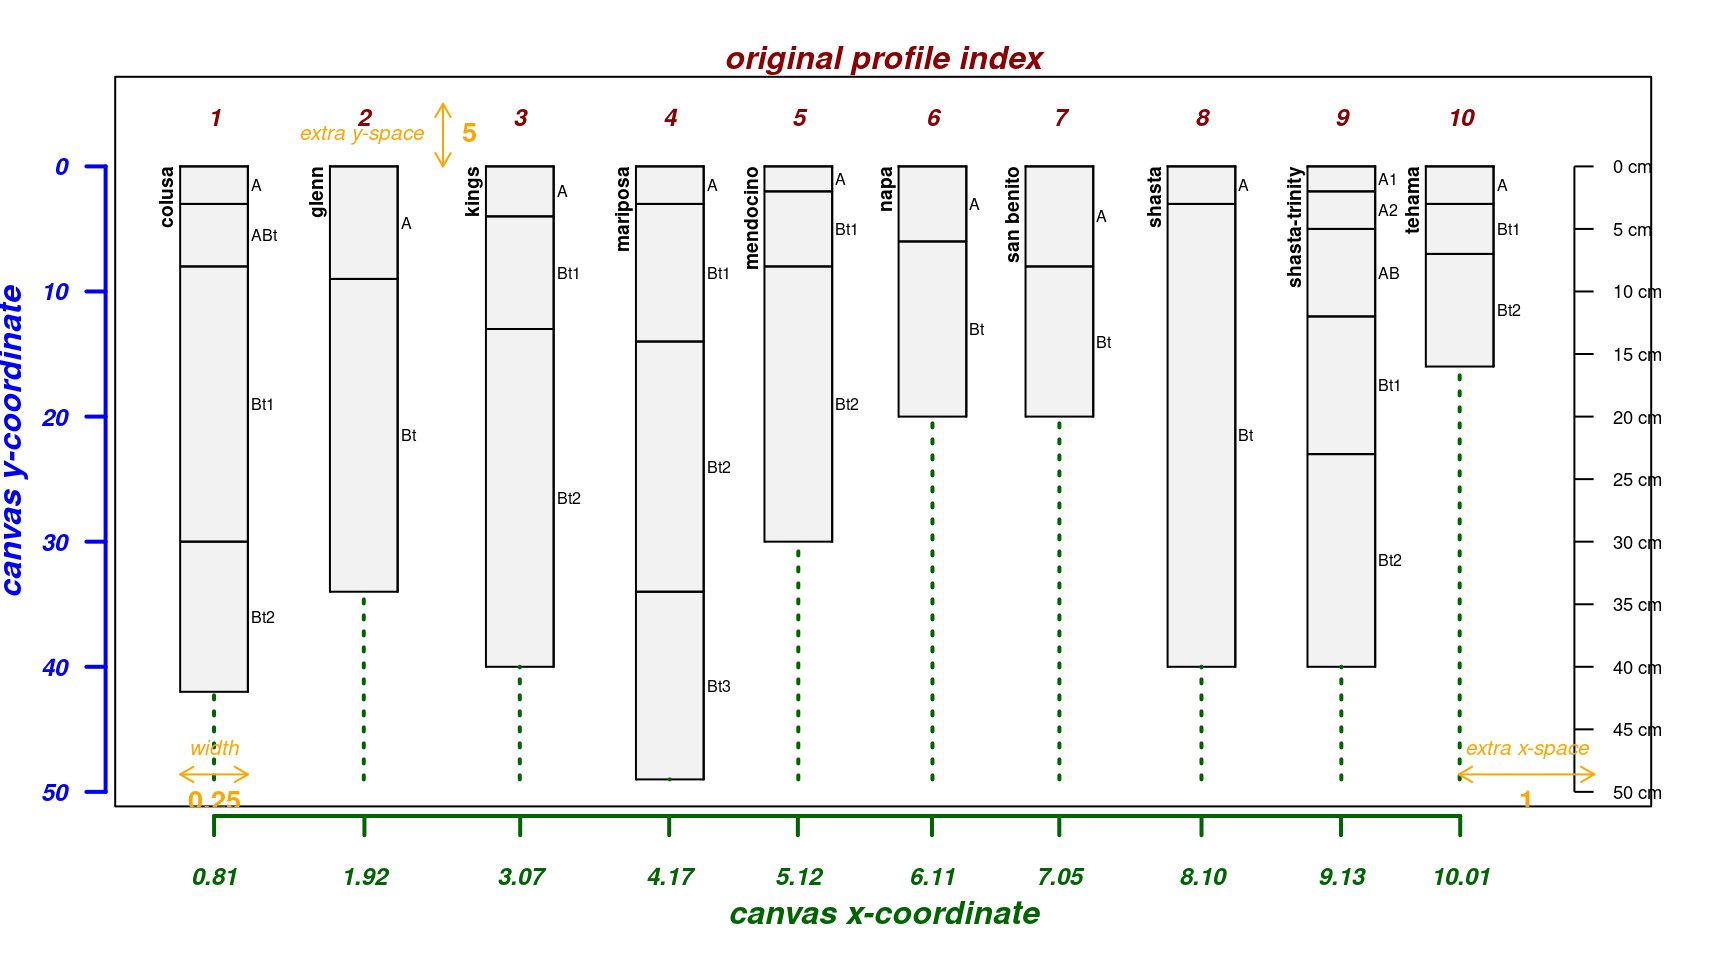 original profile index
1 2 3 4 5 6 7 8 9 10
extra y-space 5
canvas y-coordinate
0
10
20
30
40
50
colusa
A
ABt
Bt1
Bt2
glenn
A
Bt
kings
A
Bt1
Bt2
mariposa
A
Bt1
Bt2
Bt3
mendocino
A
Bt1
Bt2
napa
A
Bt
san benito
A
Bt
shasta
A
Bt
shasta-trinity
A1
A2
AB
Bt1
Bt2
tehama
A
Bt1
Bt2
0 cm
5 cm
10 cm
15 cm
20 cm
25 cm
30 cm
35 cm
40 cm
45 cm
50 cm
width
0.25
extra x-space
1
0.81 1.92 3.07 4.17 5.12 6.11 7.05 8.10 9.13 10.01
canvas x-coordinate